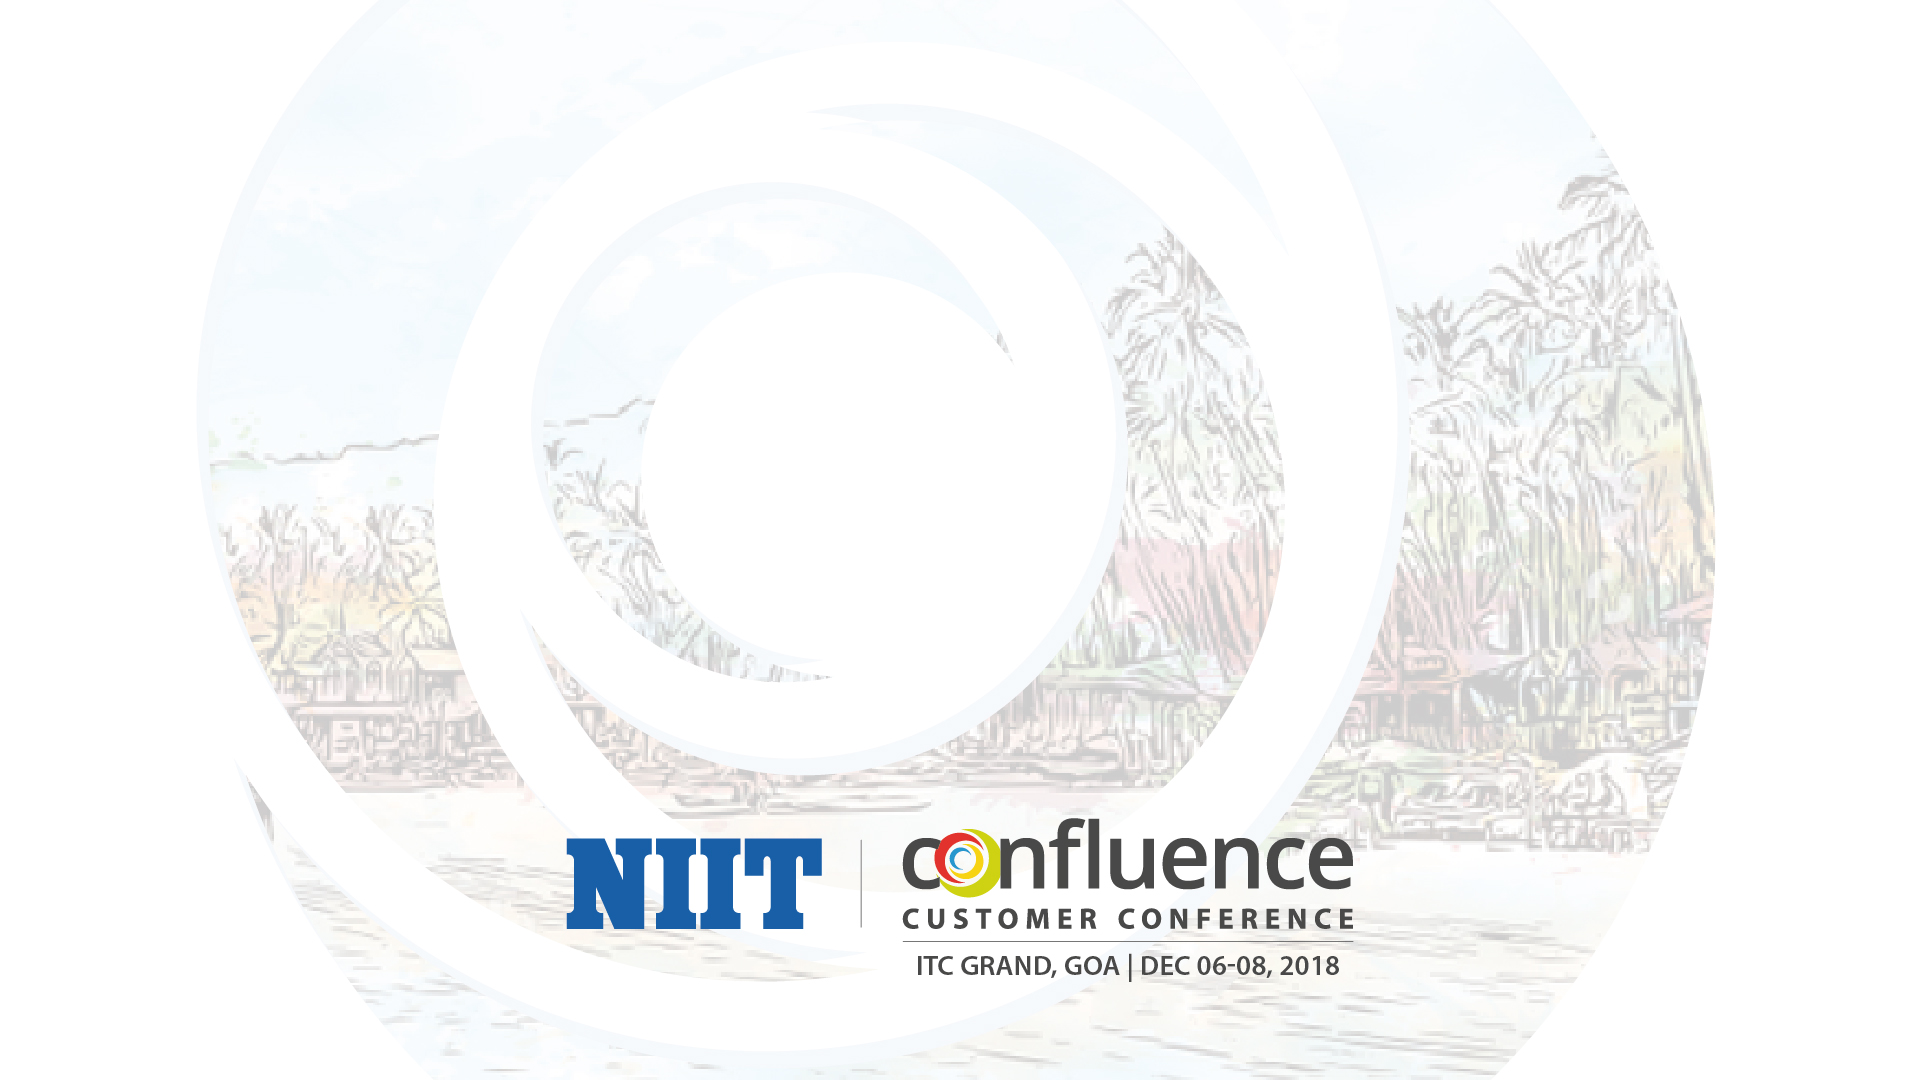 NIIT
confluence
CUSTOMER CONFERENCE
ITC GRAND, GOA | DEC 06-08, 2018